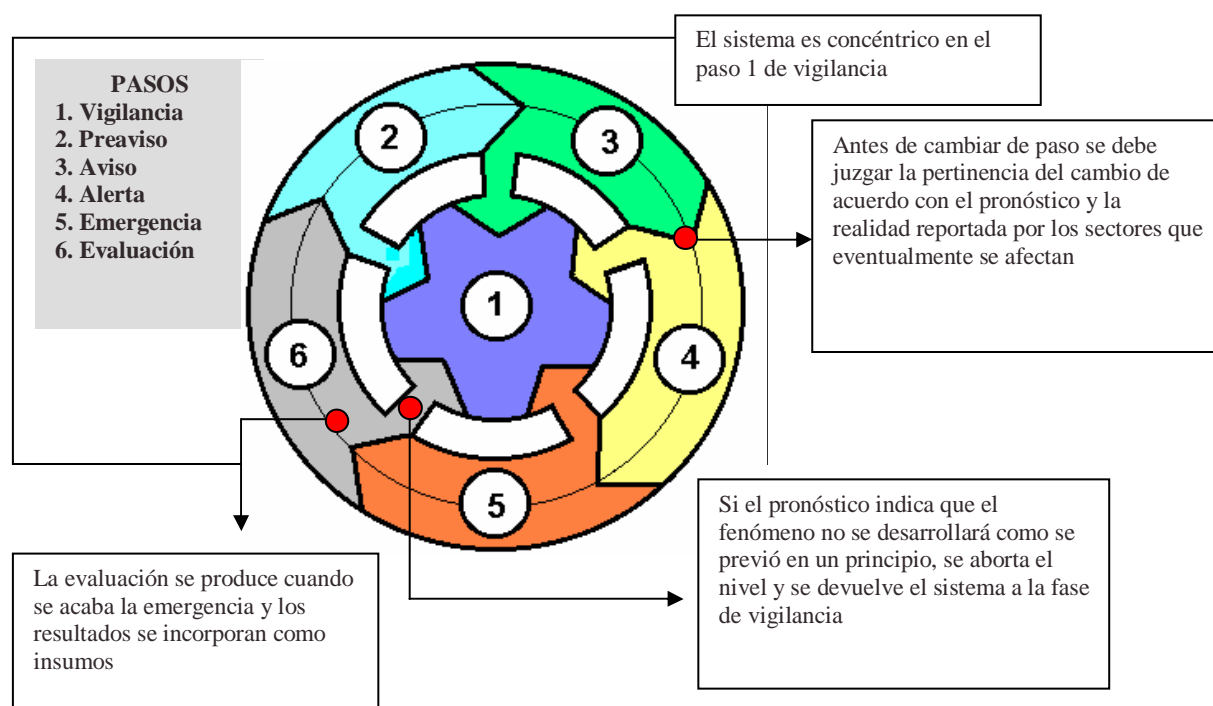 El sistema es concéntrico en el
paso 1 de vigilancia
PASOS
1. Vigilancia
2. Preaviso
3. Aviso
4. Alerta
5. Emergencia
6. Evaluación
2
3
1
4
6
5
Antes de cambiar de paso se debe
juzgar la pertinencia del cambio de
acuerdo con el pronóstico y la
realidad reportada por los sectores que
eventualmente se afectan
Si el pronóstico indica que el
fenómeno no se desarrollará como se
previó en un principio, se aborta el
nivel y se devuelve el sistema a la fase
de vigilancia
La evaluación se produce cuando
se acaba la emergencia y los
resultados se incorporan como
insumos